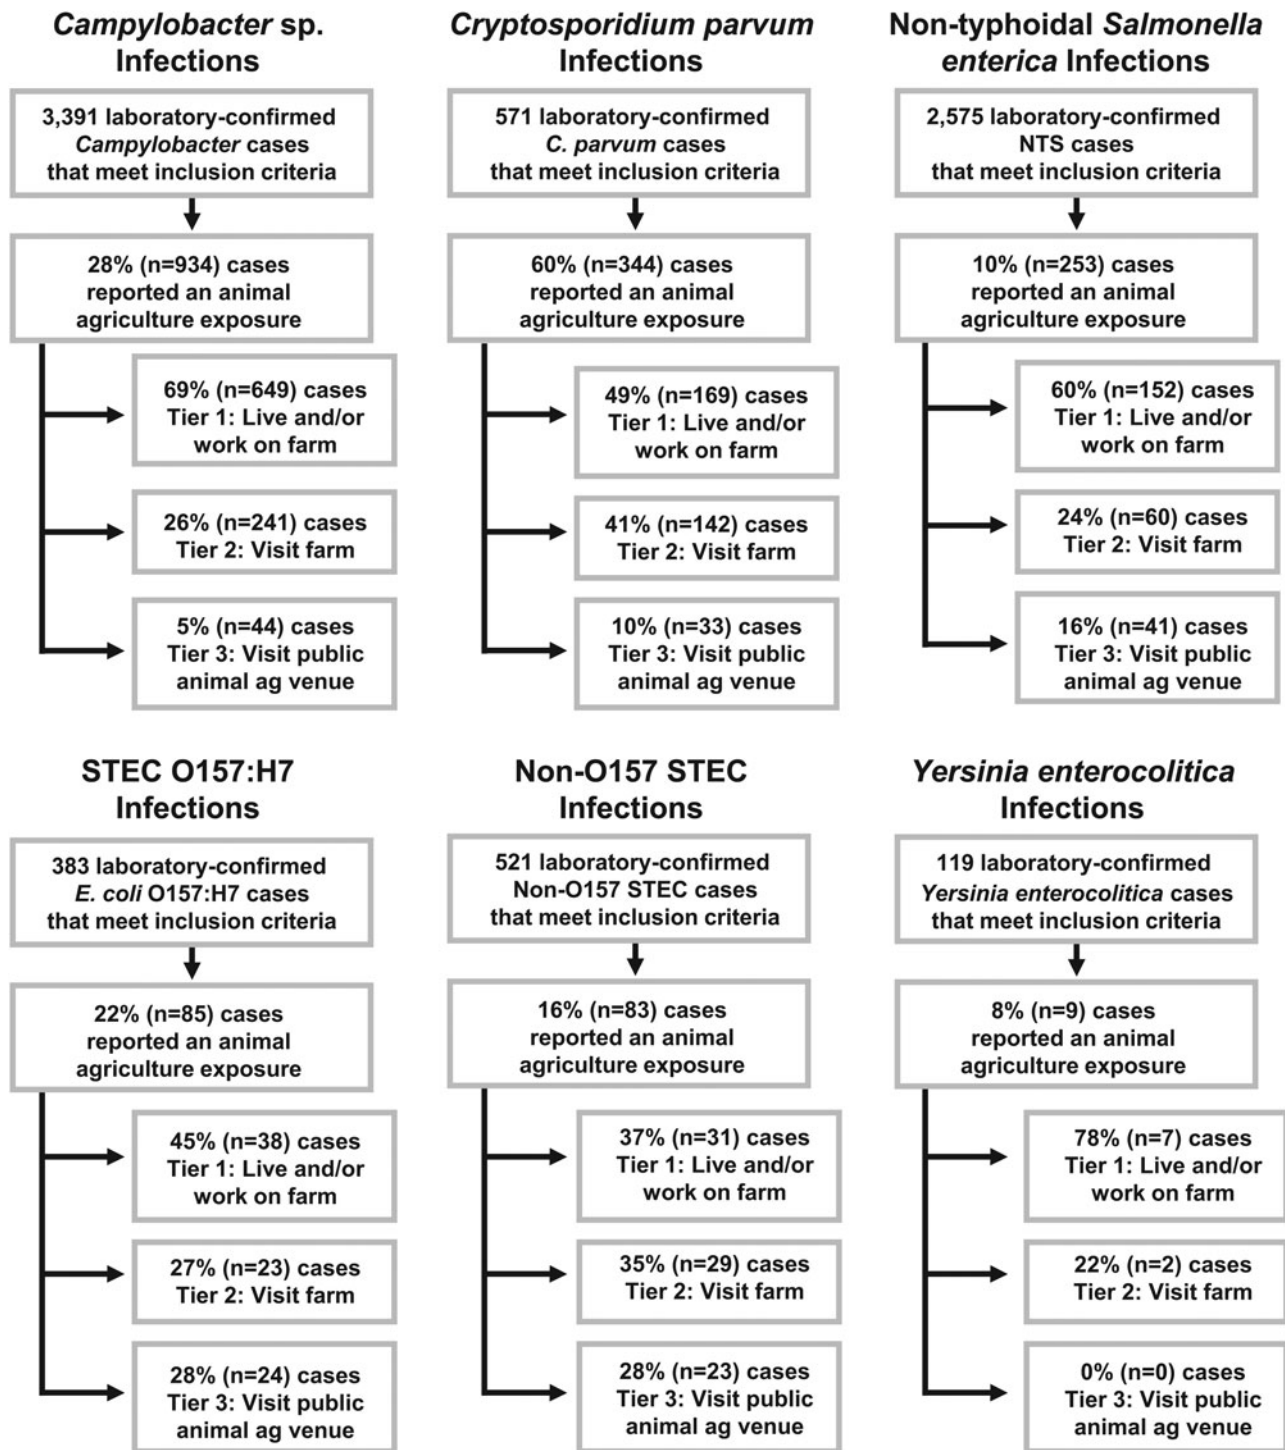 Campylobacter sp.
Infections
3,391 laboratory-confirmed
Campylobacter cases
that meet inclusion criteria
28% (n=934) cases
reported an animal
agriculture exposure
69% (n=649) cases
Tier 1: Live and/or
work on farm
26% (n=241) cases
Tier 2: Visit farm
5% (n=44) cases
Tier 3: Visit public
animal ag venue
Cryptosporidium parvum
Infections
571 laboratory-confirmed
C. parvum cases
that meet inclusion criteria
60% (n=344) cases
reported an animal
agriculture exposure
49% (n=169) cases
Tier 1: Live and/or
work on farm
41% (n=142) cases
Tier 2: Visit farm
10% (n=33) cases
Tier 3: Visit public
animal ag venue
Non-typhoidal Salmonella
enterica Infections
2,575 laboratory-confirmed
NTS cases
that meet inclusion criteria
10% (n=253) cases
reported an animal
agriculture exposure
60% (n=152) cases
Tier 1: Live and/or
work on farm
24% (n=60) cases
Tier 2: Visit farm
16% (n=41) cases
Tier 3: Visit public
animal ag venue
STEC O157:H7
Infections
383 laboratory-confirmed
E. coli O157:H7 cases
that meet inclusion criteria
22% (n=85) cases
reported an animal
agriculture exposure
45% (n=38) cases
Tier 1: Live and/or
work on farm
27% (n=23) cases
Tier 2: Visit farm
28% (n=24) cases
Tier 3: Visit public
animal ag venue
Non-O157 STEC
Infections
521 laboratory-confirmed
Non-O157 STEC cases
that meet inclusion criteria
16% (n=83) cases
reported an animal
agriculture exposure
37% (n=31) cases
Tier 1: Live and/or
work on farm
35% (n=29) cases
Tier 2: Visit farm
28% (n=23) cases
Tier 3: Visit public
animal ag venue
Yersinia enterocolitica
Infections
119 laboratory-confirmed
Yersinia enterocolitica cases
that meet inclusion criteria
8% (n=9) cases
reported an animal
agriculture exposure
78% (n=7) cases
Tier 1: Live and/or
work on farm
22% (n=2) cases
Tier 2: Visit farm
0% (n=0) cases
Tier 3: Visit public
animal ag venue